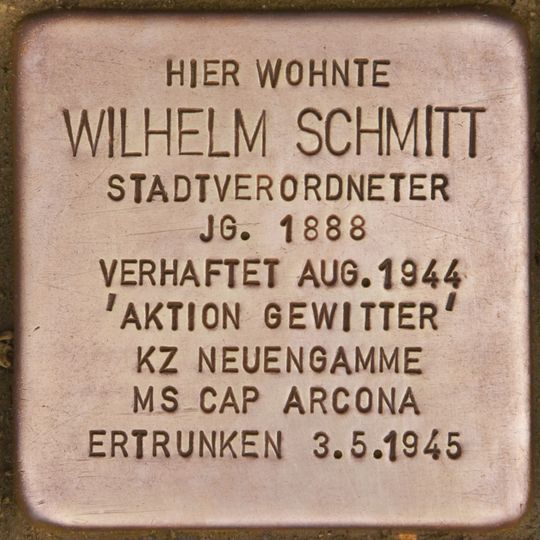 HIER WOHNTE
WILHELM SCHMITT
STADTVERORDNETER
JG. 1888
VERHAFTET AUG. 1944
'AKTION GEWITTER'
KZ NEUENGAMME
MS CAP ARCONA
ERTRUNKEN 3.5.1945